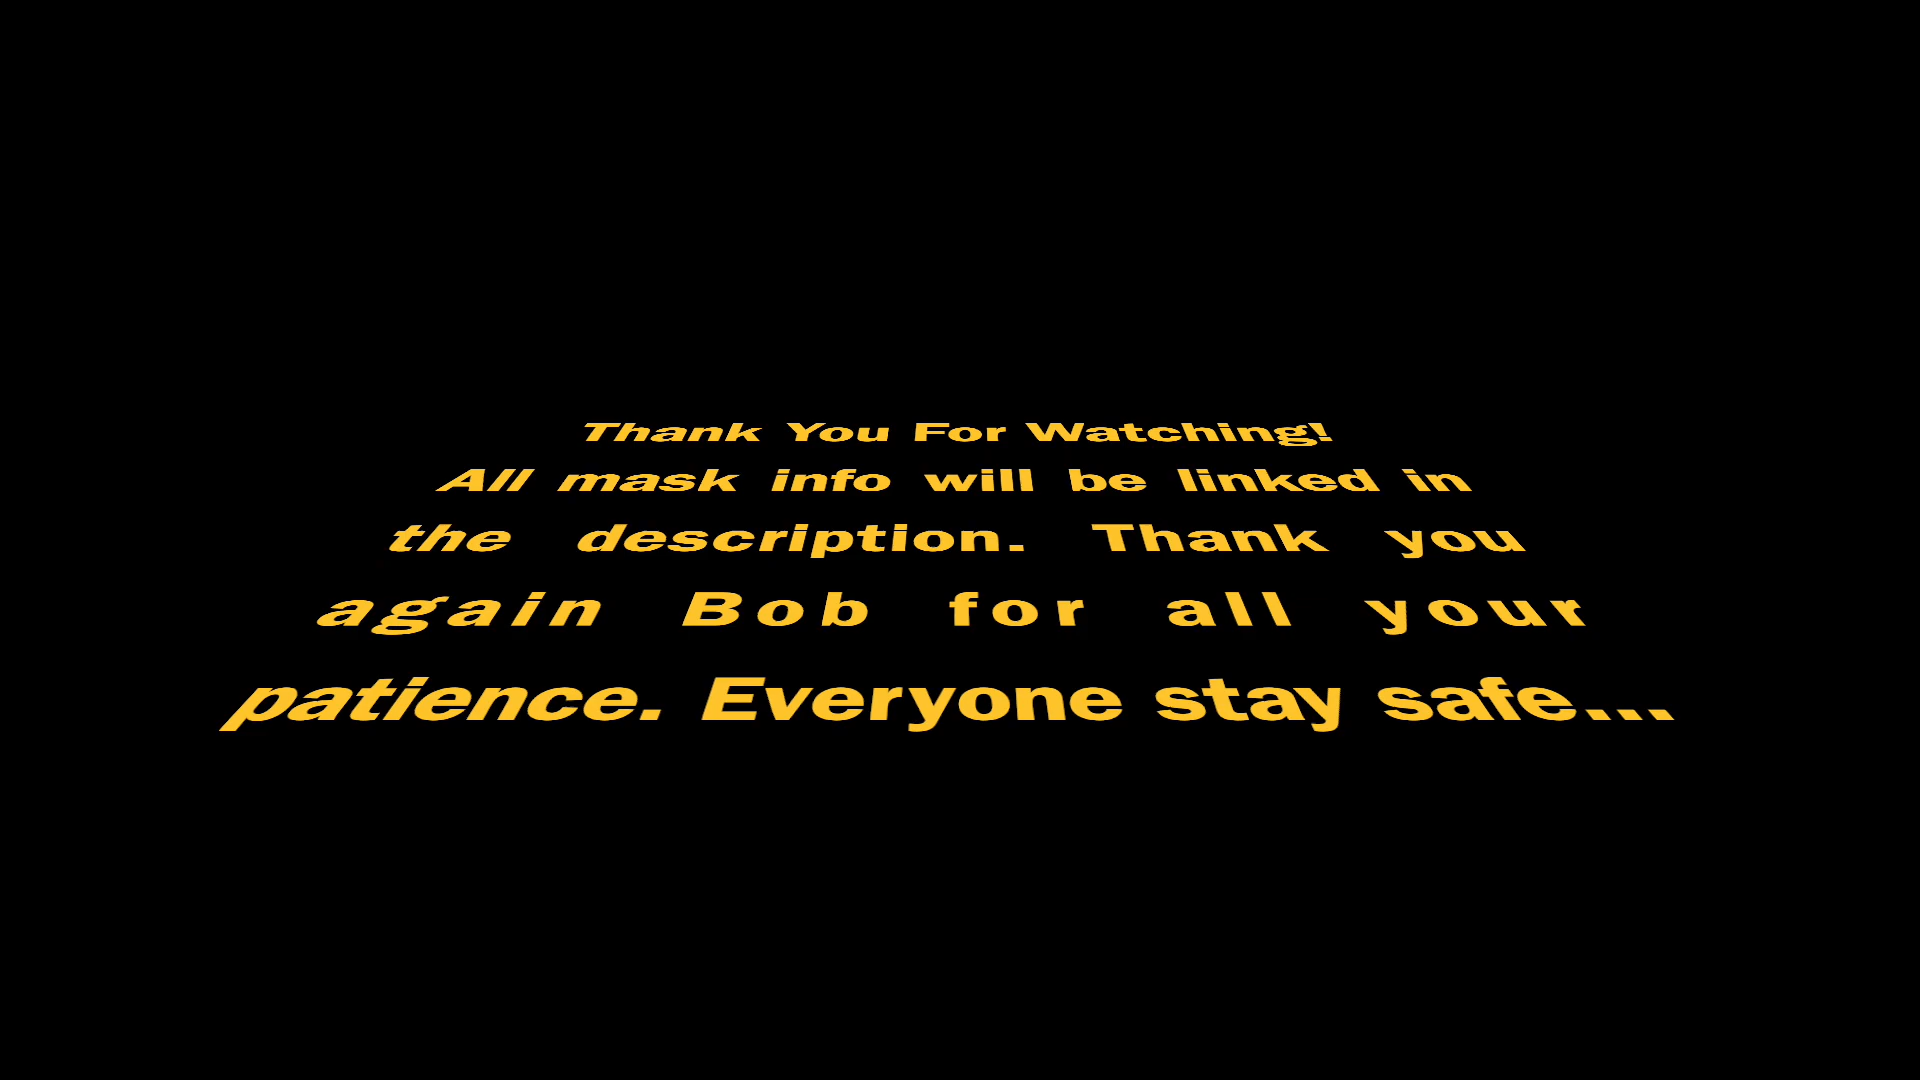 Thank You For Watching!
All mask info will be linked in
the description. Thank you
again Bob for all your
patience. Everyone stay safe...